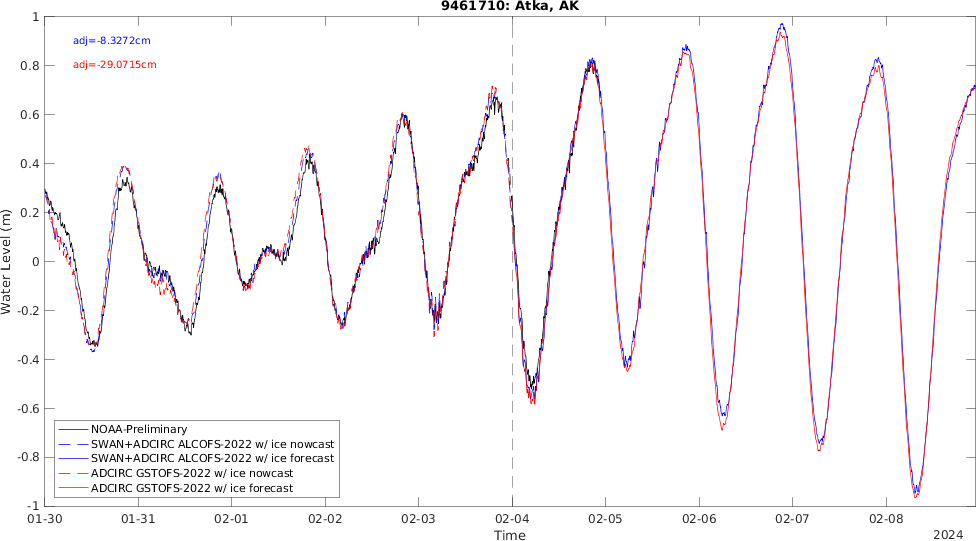 9461710: Atka, AK
adj=-8.3272cm
adj=-29.0715cm
Water Level (m)
1
0.8
0.6
0.4
0.2
0
-0.2
-0.4
-0.6
-0.8
-1
NOAA-Preliminary
SWAN+ADCIRC ALCOFS-2022 w/ ice nowcast
SWAN+ADCIRC ALCOFS-2022 w/ ice forecast
ADCIRC GSTOFS-2022 w/ ice nowcast
ADCIRC GSTOFS-2022 w/ ice forecast
01-30 01-31 02-01 02-02 02-03 02-04 02-05 02-06 02-07 02-08
Time
2024